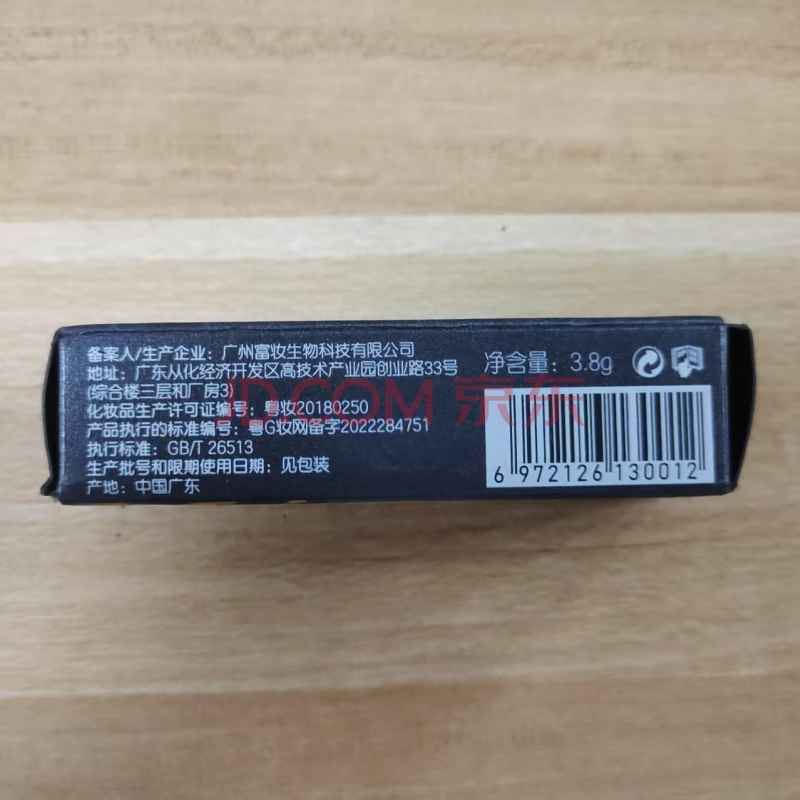 备案人/生产企业：广州富妆生物科技有限公司
地址：广东从化经济开发区高技术产业园创业路33号
(综合楼三层和厂房3)
化妆品生产许可证编号：粤妆20180250
产品执行的标准编号：粤G妆网备字2022284751
执行标准：GB/T 26513
生产批号和限期使用日期：见包装
产地：中国广东
净含量：3.8g
6 972126 130012
JD.COM 京东